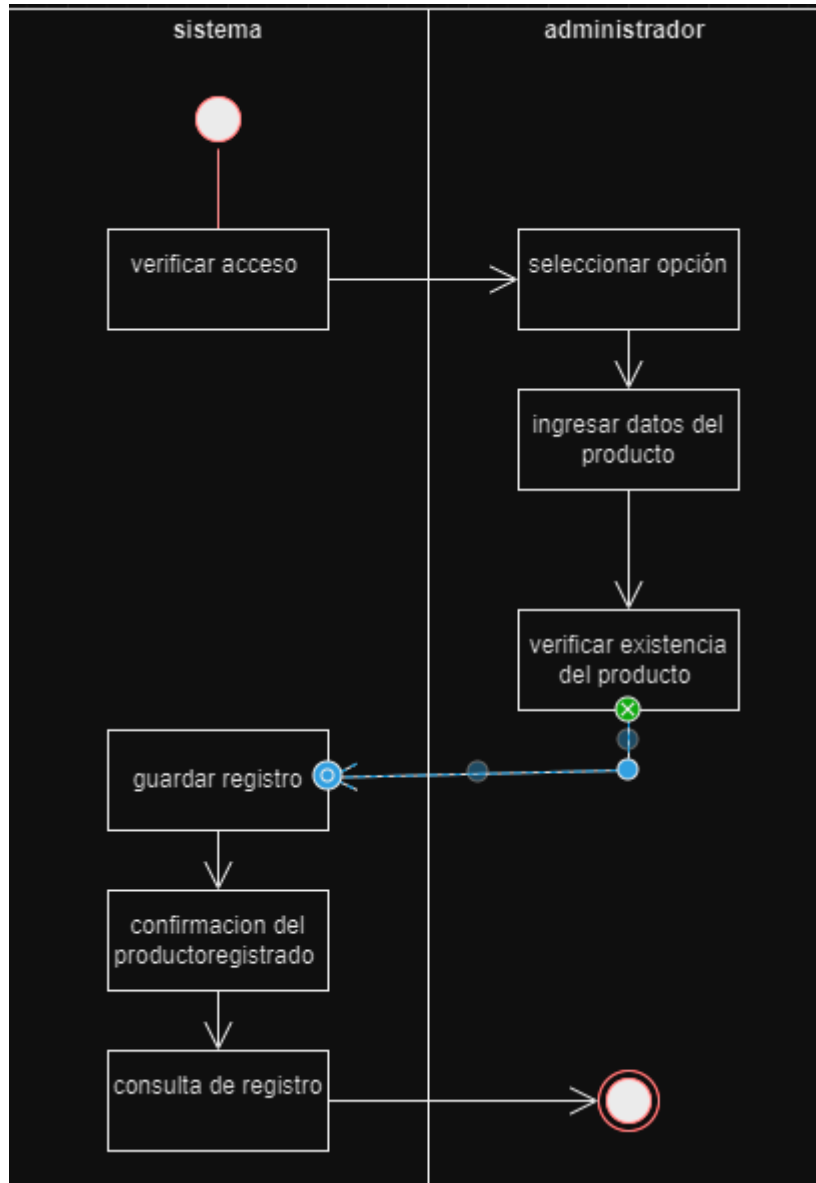 sistema
administrador
verificar acceso
seleccionar opción
ingresar datos del
producto
verificar existencia
del producto
guardar registro
confirmacion del
productoregistrado
consulta de registro